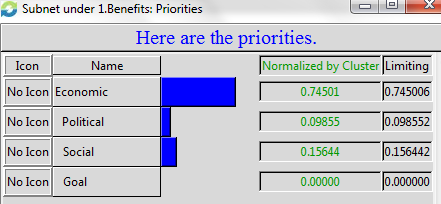 Subnet under 1.Benefits: Priorities
Here are the priorities.
Icon Name Normalized by Cluster Limiting
No Icon Economic 0.74501 0.745006
No Icon Political 0.09855 0.098552
No Icon Social 0.15644 0.156442
No Icon Goal 0.00000 0.000000